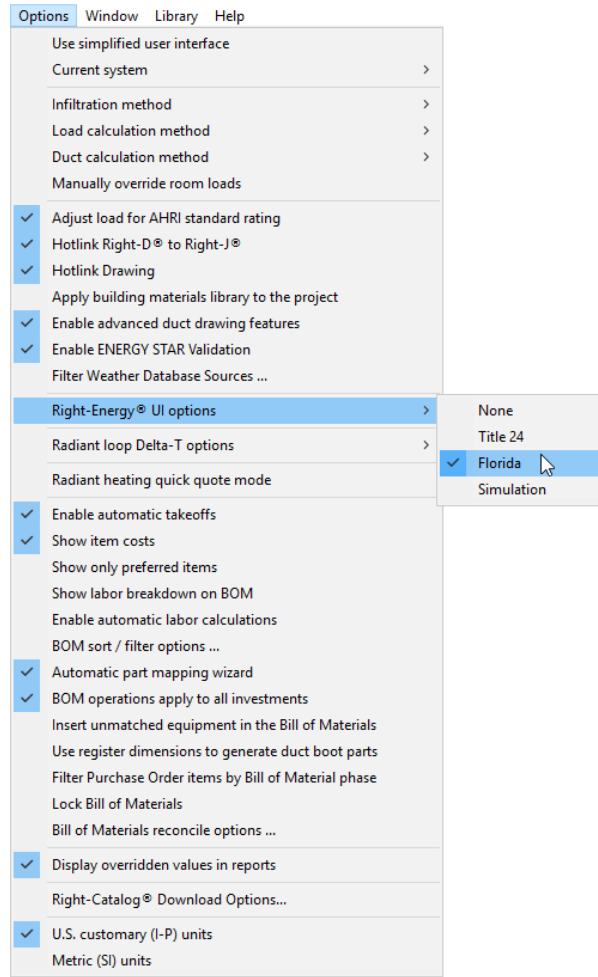 Options Window Library Help
Use simplified user interface
Current system
Infiltration method
Load calculation method
Duct calculation method
Manually override room loads
Adjust load for AHRI standard rating
Hotlink Right-D® to Right-J®
Hotlink Drawing
Apply building materials library to the project
Enable advanced duct drawing features
Enable ENERGY STAR Validation
Filter Weather Database Sources ...
Right-Energy® UI options
None
Title 24
Florida
Simulation
Radiant loop Delta-T options
Radiant heating quick quote mode
Enable automatic takeoffs
Show item costs
Show only preferred items
Show labor breakdown on BOM
Enable automatic labor calculations
BOM sort / filter options ...
Automatic part mapping wizard
BOM operations apply to all investments
Insert unmatched equipment in the Bill of Materials
Use register dimensions to generate duct boot parts
Filter Purchase Order items by Bill of Material phase
Lock Bill of Materials
Bill of Materials reconcile options ...
Display overridden values in reports
Right-Catalog® Download Options...
U.S. customary (I-P) units
Metric (SI) units